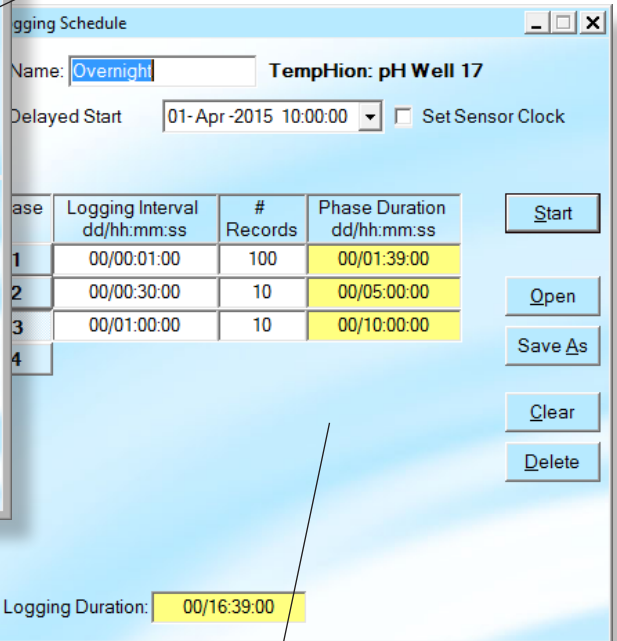 gging Schedule
Name: Overnight TempHion: pH Well 17
Delayed Start 01-Apr-2015 10:00:00 Set Sensor Clock
ase Logging Interval dd/hh:mm:ss # Records Phase Duration dd/hh:mm:ss
1 00/00:01:00 100 00/01:39:00
2 00/00:30:00 10 00/05:00:00
3 00/01:00:00 10 00/10:00:00
4
Start
Open
Save As
Clear
Delete
Logging Duration: 00/16:39:00